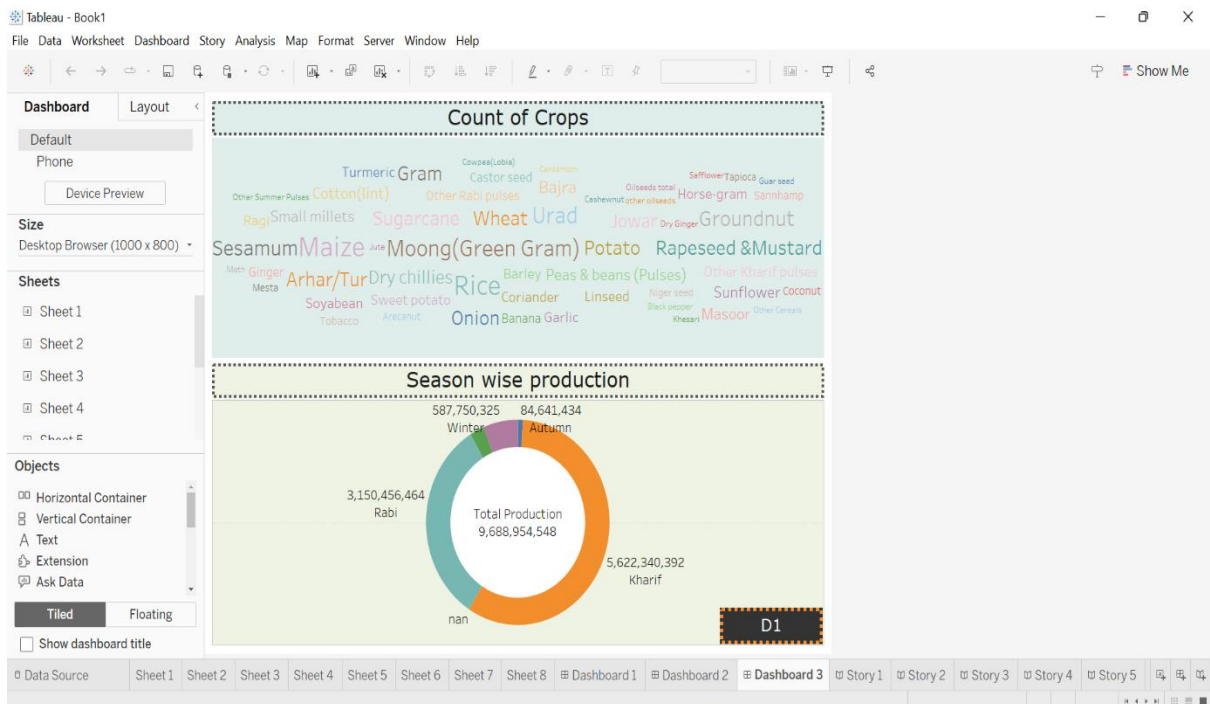 Tableau - Book1
File Data Worksheet Dashboard Story Analysis Map Format Server Window Help
Show Me
Dashboard Layout
Default
Phone
Device Preview
Size
Desktop Browser (1000 x 800)
Sheets
Sheet 1
Sheet 2
Sheet 3
Sheet 4
Objects
Horizontal Container
Vertical Container
Text
Extension
Ask Data
Tiled Floating
Show dashboard title
Count of Crops
Cowpea(Lobia)
Turmeric Gram Castor seed Cardamom Safflower Tapioca Guar seed
Other Summer Pulses Cotton(lint) Other Rabi pulses Bajra Cashewnut Oilseeds total other oilseeds Horse-gram Sannhamp
Ragi Small millets Sugarcane Wheat Urad Jowar Dry Ginger Groundnut
Sesamum Maize Jute Moong(Green Gram) Potato Rapeseed &Mustard
Moth Ginger Arhar/Tur Dry chillies Rice Barley Peas & beans (Pulses) Other Kharif pulses
Mesta Soyabean Sweet potato Coriander Linseed Niger seed Sunflower Coconut
Tobacco Arecanut Onion Banana Garlic Black pepper Khesari Masoor Other Cereals
Season wise production
587,750,325 84,641,434
Winter Autumn
3,150,456,464
Rabi
Total Production
9,688,954,548
5,622,340,392
Kharif
nan
D1
Data Source Sheet 1 Sheet 2 Sheet 3 Sheet 4 Sheet 5 Sheet 6 Sheet 7 Sheet 8 Dashboard 1 Dashboard 2 Dashboard 3 Story 1 Story 2 Story 3 Story 4 Story 5